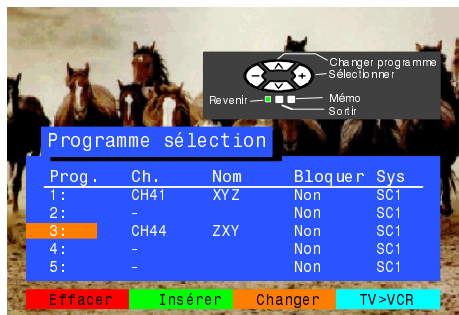 Changer programme
Sélectionner
Revenir
Mémo
Sortir
Programme sélection
Prog. Ch. Nom Bloquer Sys
1: CH41 XYZ Non SC1
2: - Non SC1
3: CH44 ZXY Non SC1
4: - Non SC1
5: - Non SC1
Effacer Insérer Changer TV>VCR